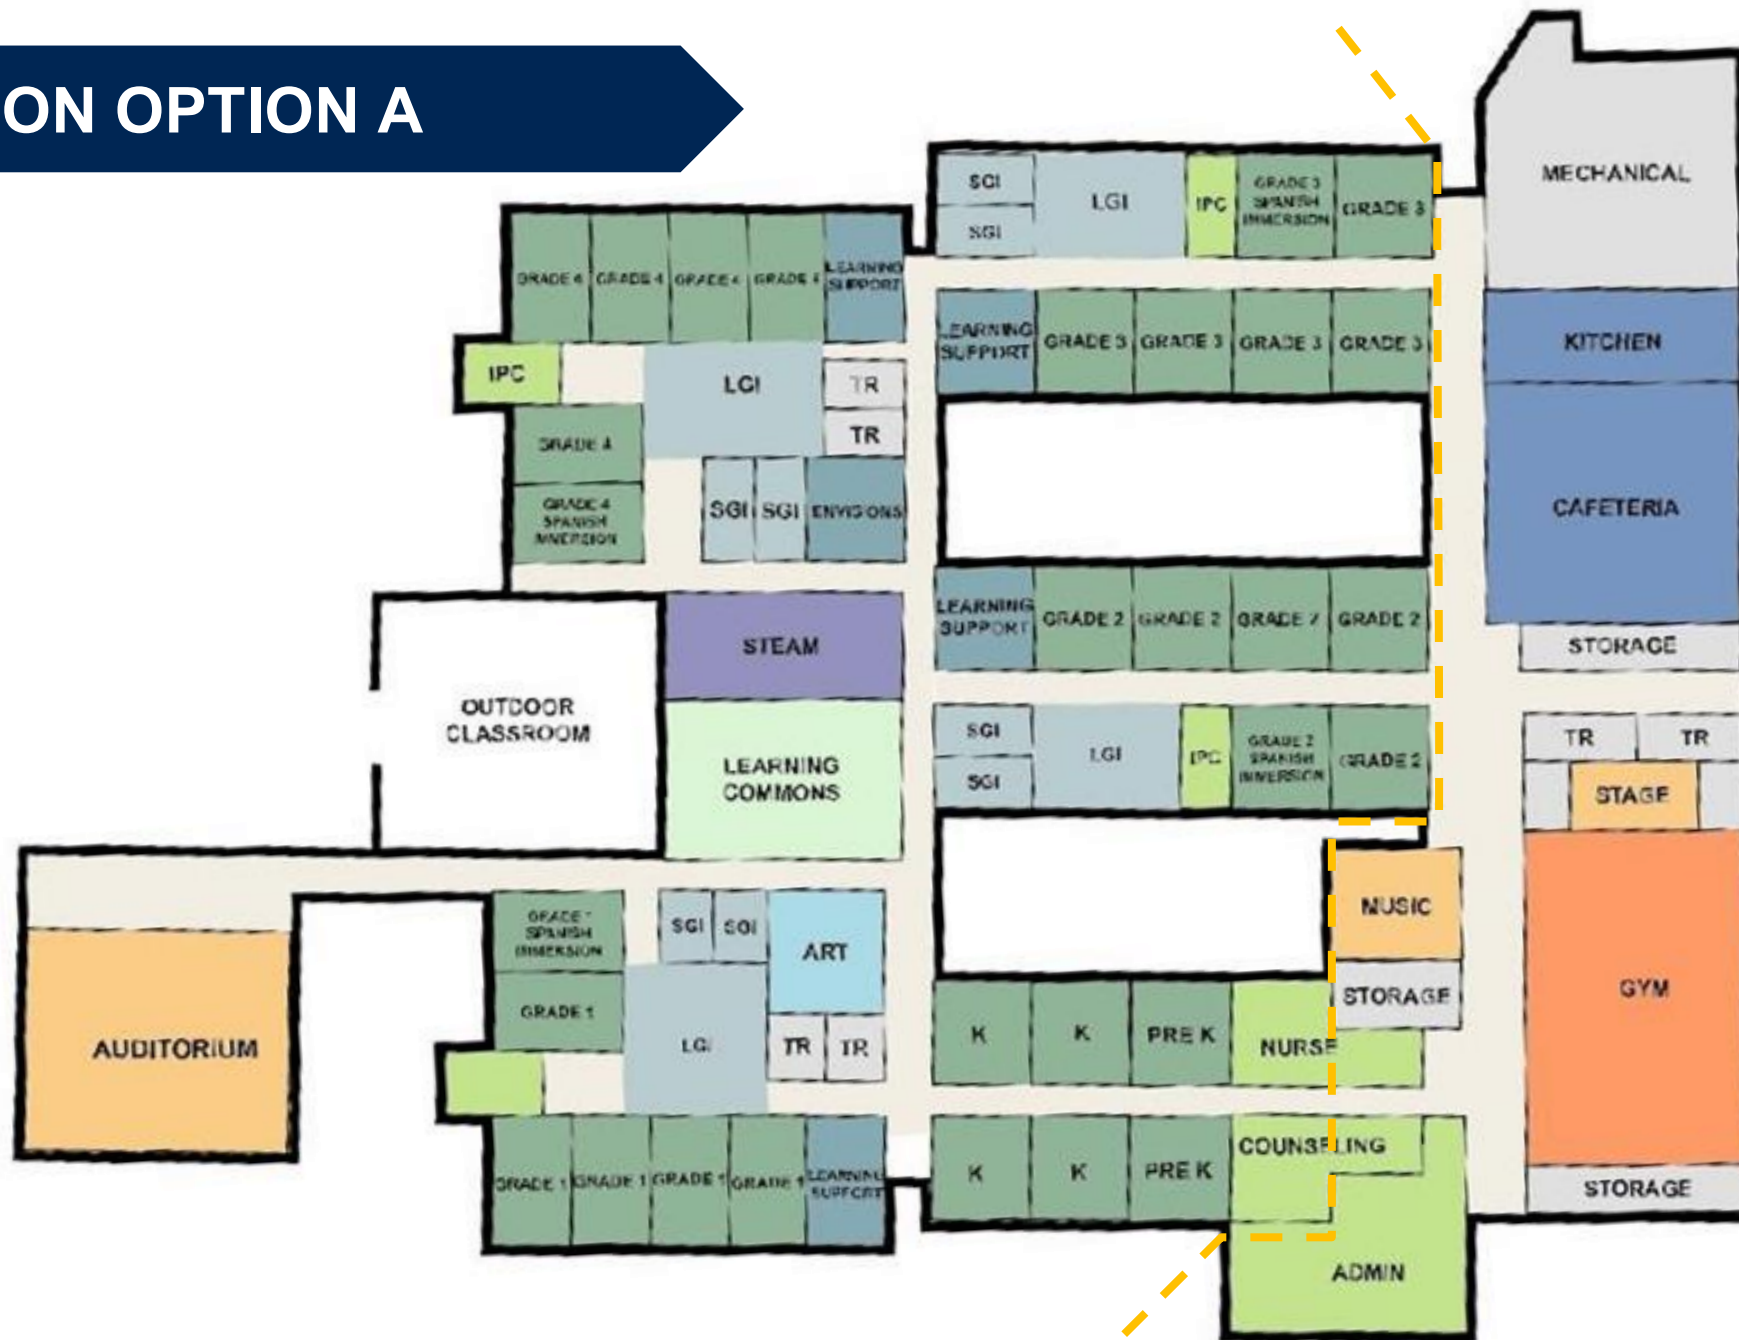 ON OPTION A
MECHANICAL
SGI
SGI
LGI
IPC
GRADE 3
SPANISH
IMMERSION
GRADE 3
GRADE 4
GRADE 4
GRADE 4
GRADE 4
LEARNING
SUPPORT
LEARNING
SUPPORT
GRADE 3
GRADE 3
GRADE 3
GRADE 3
KITCHEN
IPC
LGI
TR
TR
GRADE 4
GRADE 4
SPANISH
IMMERSION
SGI
SGI
ENVISIONS
CAFETERIA
LEARNING
SUPPORT
GRADE 2
GRADE 2
GRADE 2
GRADE 2
STORAGE
STEAM
OUTDOOR
CLASSROOM
LEARNING
COMMONS
SGI
SGI
LGI
IPC
GRADE 2
SPANISH
IMMERSION
GRADE 2
TR
TR
STAGE
MUSIC
STORAGE
GYM
GRADE 1
SPANISH
IMMERSION
GRADE 1
SGI
SGI
ART
LGI
TR
TR
AUDITORIUM
K
K
PRE K
NURSE
GRADE 1
GRADE 1
GRADE 1
GRADE 1
LEARNING
SUPPORT
K
K
PRE K
COUNSELING
STORAGE
ADMIN